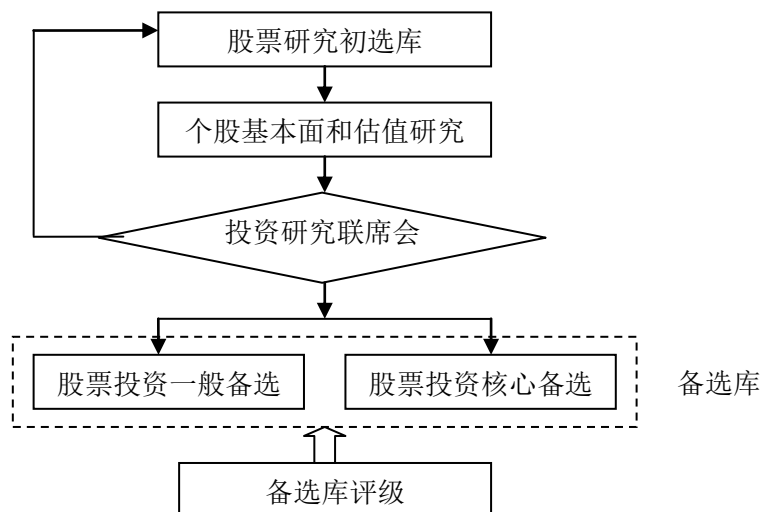 股票研究初选库
个股基本面和估值研究
投资研究联席会
股票投资一般备选
股票投资核心备选
备选库
备选库评级